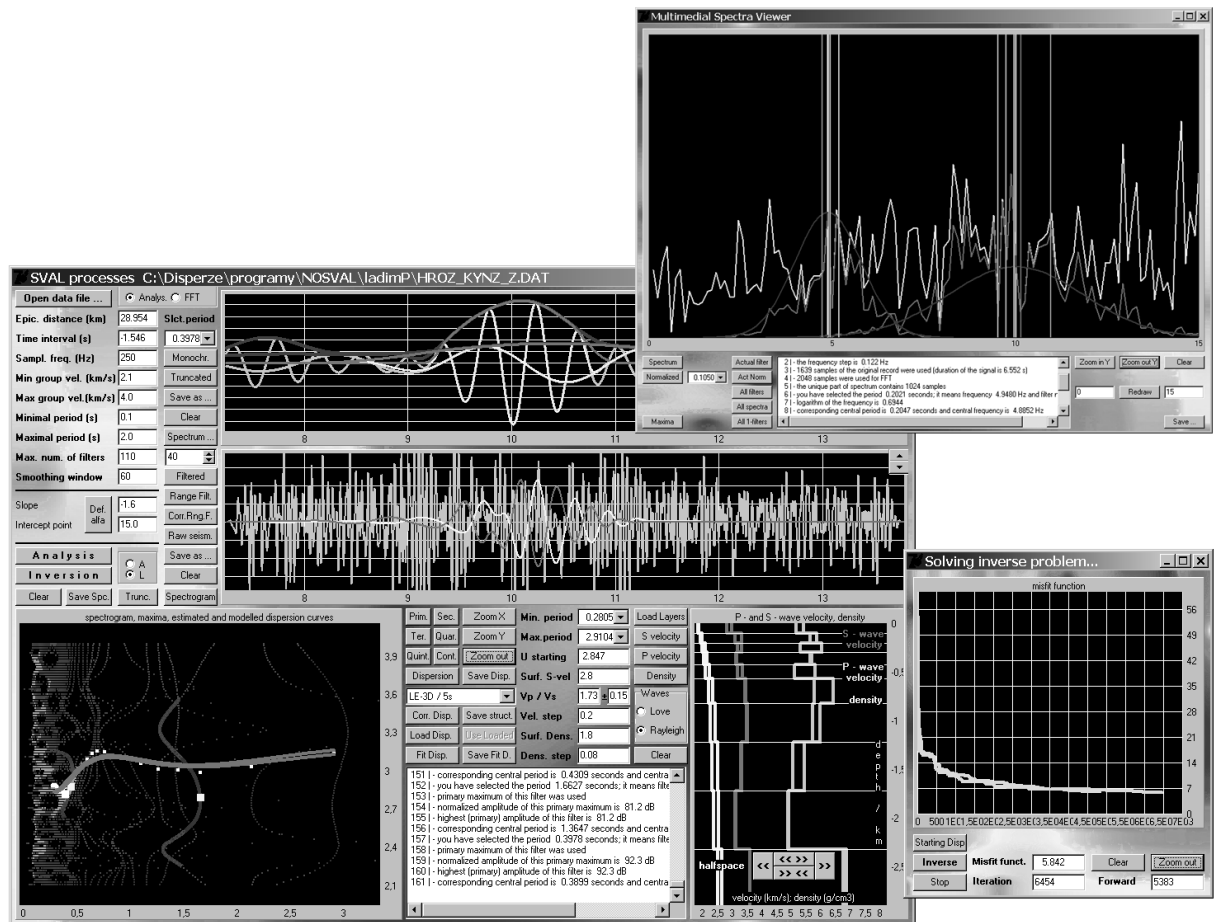 Multimedial Spectra Viewer
0 5 10 15
Spectrum
Normalized 0.1050
Maxima
Actual filter
Act Norm
All filters
All spectra
All 1-filters
2 | - the frequency step is 0.122 Hz
3 | - 1639 samples of the original record were used (duration of the signal is 6.552 s)
4 | - 2048 samples were used for FFT
5 | - the unique part of spectrum contains 1024 samples
6 | - you have selected the period 0.2021 seconds; it means frequency 4.9480 Hz and filter r
7 | - logarithm of the frequency is 0.6944
8 | - corresponding central period is 0.2047 seconds and central frequency is 4.8852 Hz
Zoom in Y Zoom out Y Clear
0 Redraw 15
Save ...
SVAL processes C:\Disperze\programy\NOSVAL\ladimP\HROZ_KYNZ_Z.DAT
Open data file ... Analys. FFT
Epic. distance (km) 28.954 Slct.period
Time interval (s) -1.546 0.3978
Sampl. freq. (Hz) 250 Monochr.
Min group vel. (km/s) 2.1 Truncated
Max group vel.(km/s) 4.0 Save as ...
Minimal period (s) 0.1 Clear
Maximal period (s) 2.0 Spectrum ...
Max. num. of filters 110 40
Smoothing window 60 Filtered
Range Filt.
Slope Def. alfa -1.6
Corr.Rng.F.
Intercept point 15.0
Raw seism.
Analysis A Save as ...
Inversion L Clear
Clear Save Spc. Trunc. Spectrogram
8 9 10 11 12 13
8 9 10 11 12 13
spectrogram, maxima, estimated and modelled dispersion curves
3,9
3,6
3,3
3
2,7
2,4
2,1
0 0,5 1 1,5 2 2,5 3
Prim. Sec. Zoom X Min. period 0.2805 Load Layers
Ter. Quar. Zoom Y Max.period 2.9104 S velocity
Quint. Cont. Zoom out U starting 2.847 P velocity
Dispersion Save Disp. Surf. S-vel 2.8 Density
LE-3D / 5s Vp / Vs 1.73 ± 0.15 Waves
Corr. Disp. Save struct. Vel. step 0.2 Love
Load Disp. Use Loaded Surf. Dens. 1.8 Rayleigh
Fit Disp. Save Fit D. Dens. step 0.08 Clear
151 | - corresponding central period is 0.4309 seconds and centra
152 | - you have selected the period 1.6627 seconds; it means filte
153 | - primary maximum of this filter was used
154 | - normalized amplitude of this primary maximum is 81.2 dB
155 | - highest (primary) amplitude of this filter is 81.2 dB
156 | - corresponding central period is 1.3647 seconds and centra
157 | - you have selected the period 0.3978 seconds; it means filte
158 | - primary maximum of this filter was used
159 | - normalized amplitude of this primary maximum is 92.3 dB
160 | - highest (primary) amplitude of this filter is 92.3 dB
161 | - corresponding central period is 0.3899 seconds and centra
P - and S - wave velocity, density
S - wave
velocity
P - wave
velocity
density
0
-0,5
-1
-1,5
-2
-2,5
depth / km
halfspace << << >> >> << >>
velocity (km/s); density (g/cm3)
2 2,5 3 3,5 4 4,5 5 5,5 6 6,5 7 7,5 8
Solving inverse problem...
misfit function
56
49
42
35
28
21
14
7
0
0 5001E C1,5E C02E C02,5E C03E C03,5E C04E C04,5E C05E C05,5E C06E C06,5E 07E 03
Starting Disp
Inverse Misfit funct. 5.842 Clear Zoom out
Stop Iteration 6454 Forward 5383